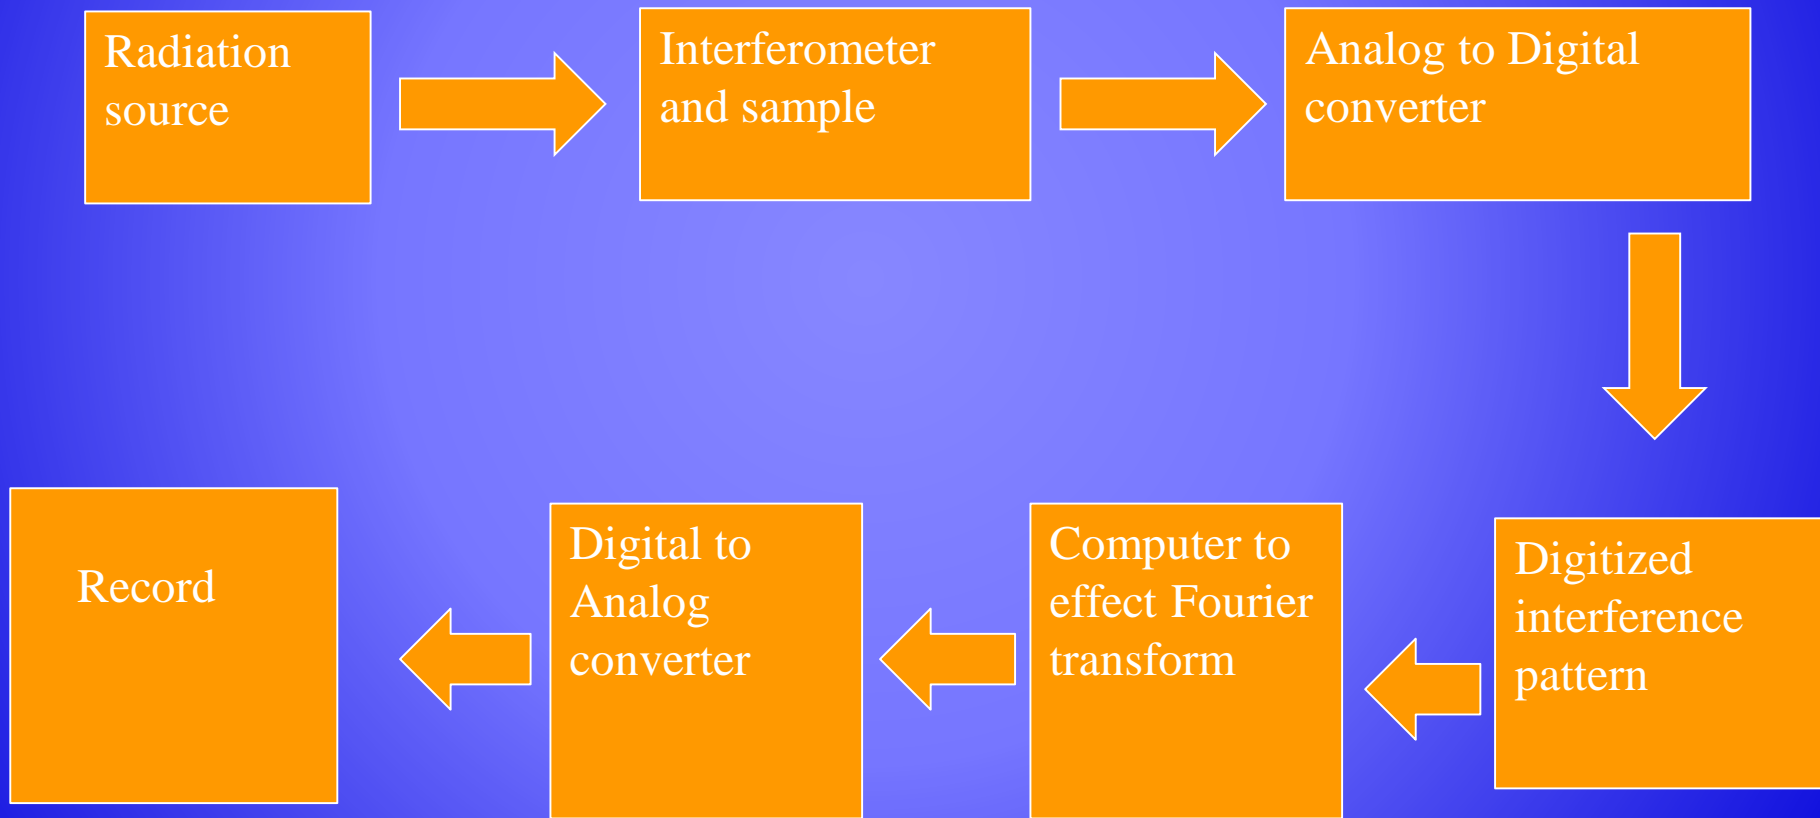 Radiation
source
Interferometer
and sample
Analog to Digital
converter
Digitized
interference
pattern
Computer to
effect Fourier
transform
Digital to
Analog
converter
Record